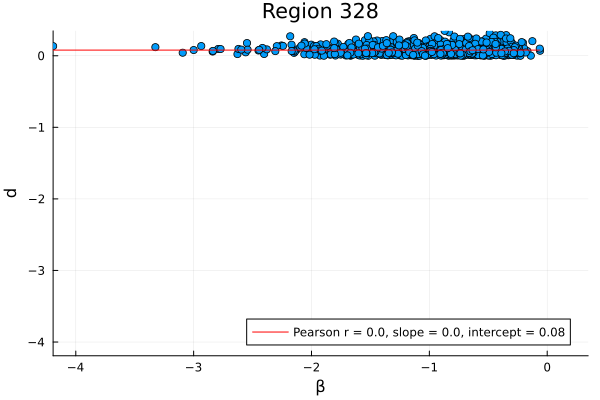 Region 328
d
0
−1
−2
−3
−4
Pearson r = 0.0, slope = 0.0, intercept = 0.08
−4 −3 −2 −1 0
β